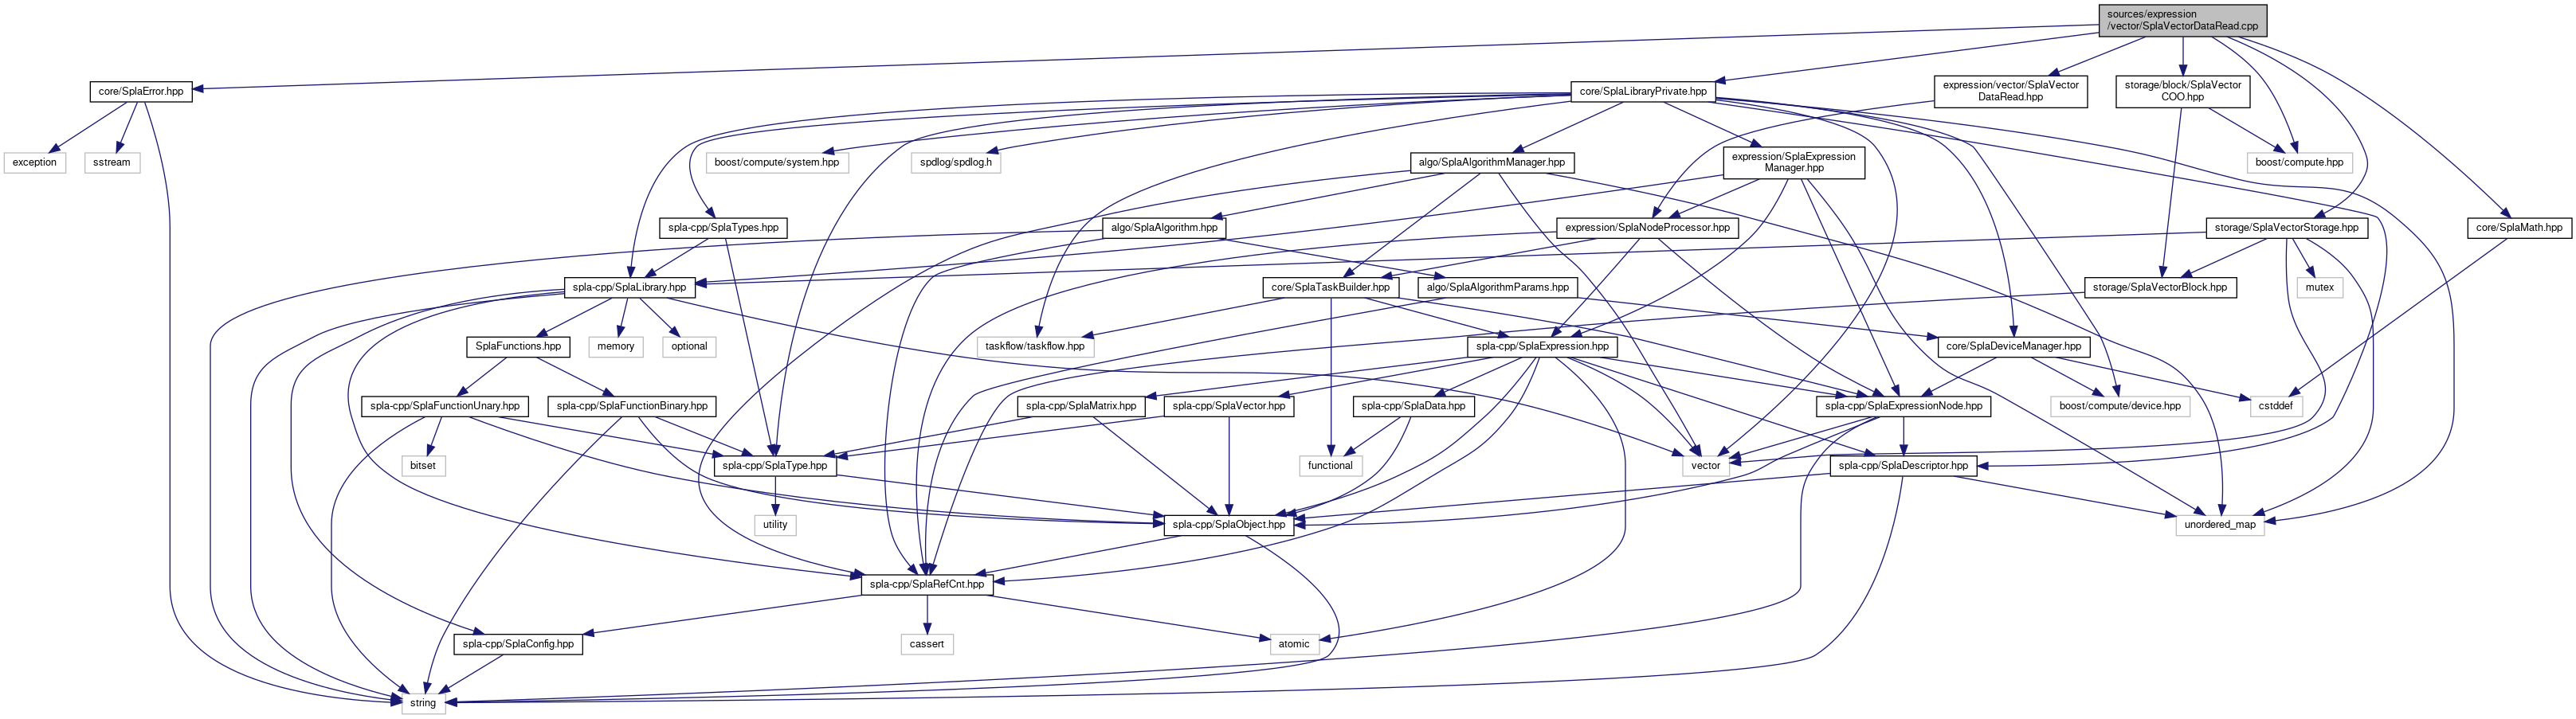 sources/expression
/vector/SplaVectorDataRead.cpp
core/SplaError.hpp
core/SplaLibraryPrivate.hpp
expression/vector/SplaVector
DataRead.hpp
storage/block/SplaVector
COO.hpp
exception
sstream
boost/compute/system.hpp
spdlog/spdlog.h
algo/SplaAlgorithmManager.hpp
expression/SplaExpression
Manager.hpp
boost/compute.hpp
spla-cpp/SplaTypes.hpp
algo/SplaAlgorithm.hpp
expression/SplaNodeProcessor.hpp
storage/SplaVectorStorage.hpp
core/SplaMath.hpp
spla-cpp/SplaLibrary.hpp
core/SplaTaskBuilder.hpp
algo/SplaAlgorithmParams.hpp
storage/SplaVectorBlock.hpp
mutex
SplaFunctions.hpp
memory
optional
taskflow/taskflow.hpp
spla-cpp/SplaExpression.hpp
core/SplaDeviceManager.hpp
spla-cpp/SplaFunctionUnary.hpp
spla-cpp/SplaFunctionBinary.hpp
spla-cpp/SplaMatrix.hpp
spla-cpp/SplaVector.hpp
spla-cpp/SplaData.hpp
spla-cpp/SplaExpressionNode.hpp
boost/compute/device.hpp
cstddef
bitset
spla-cpp/SplaType.hpp
functional
vector
spla-cpp/SplaDescriptor.hpp
utility
spla-cpp/SplaObject.hpp
unordered_map
spla-cpp/SplaRefCnt.hpp
spla-cpp/SplaConfig.hpp
cassert
atomic
string